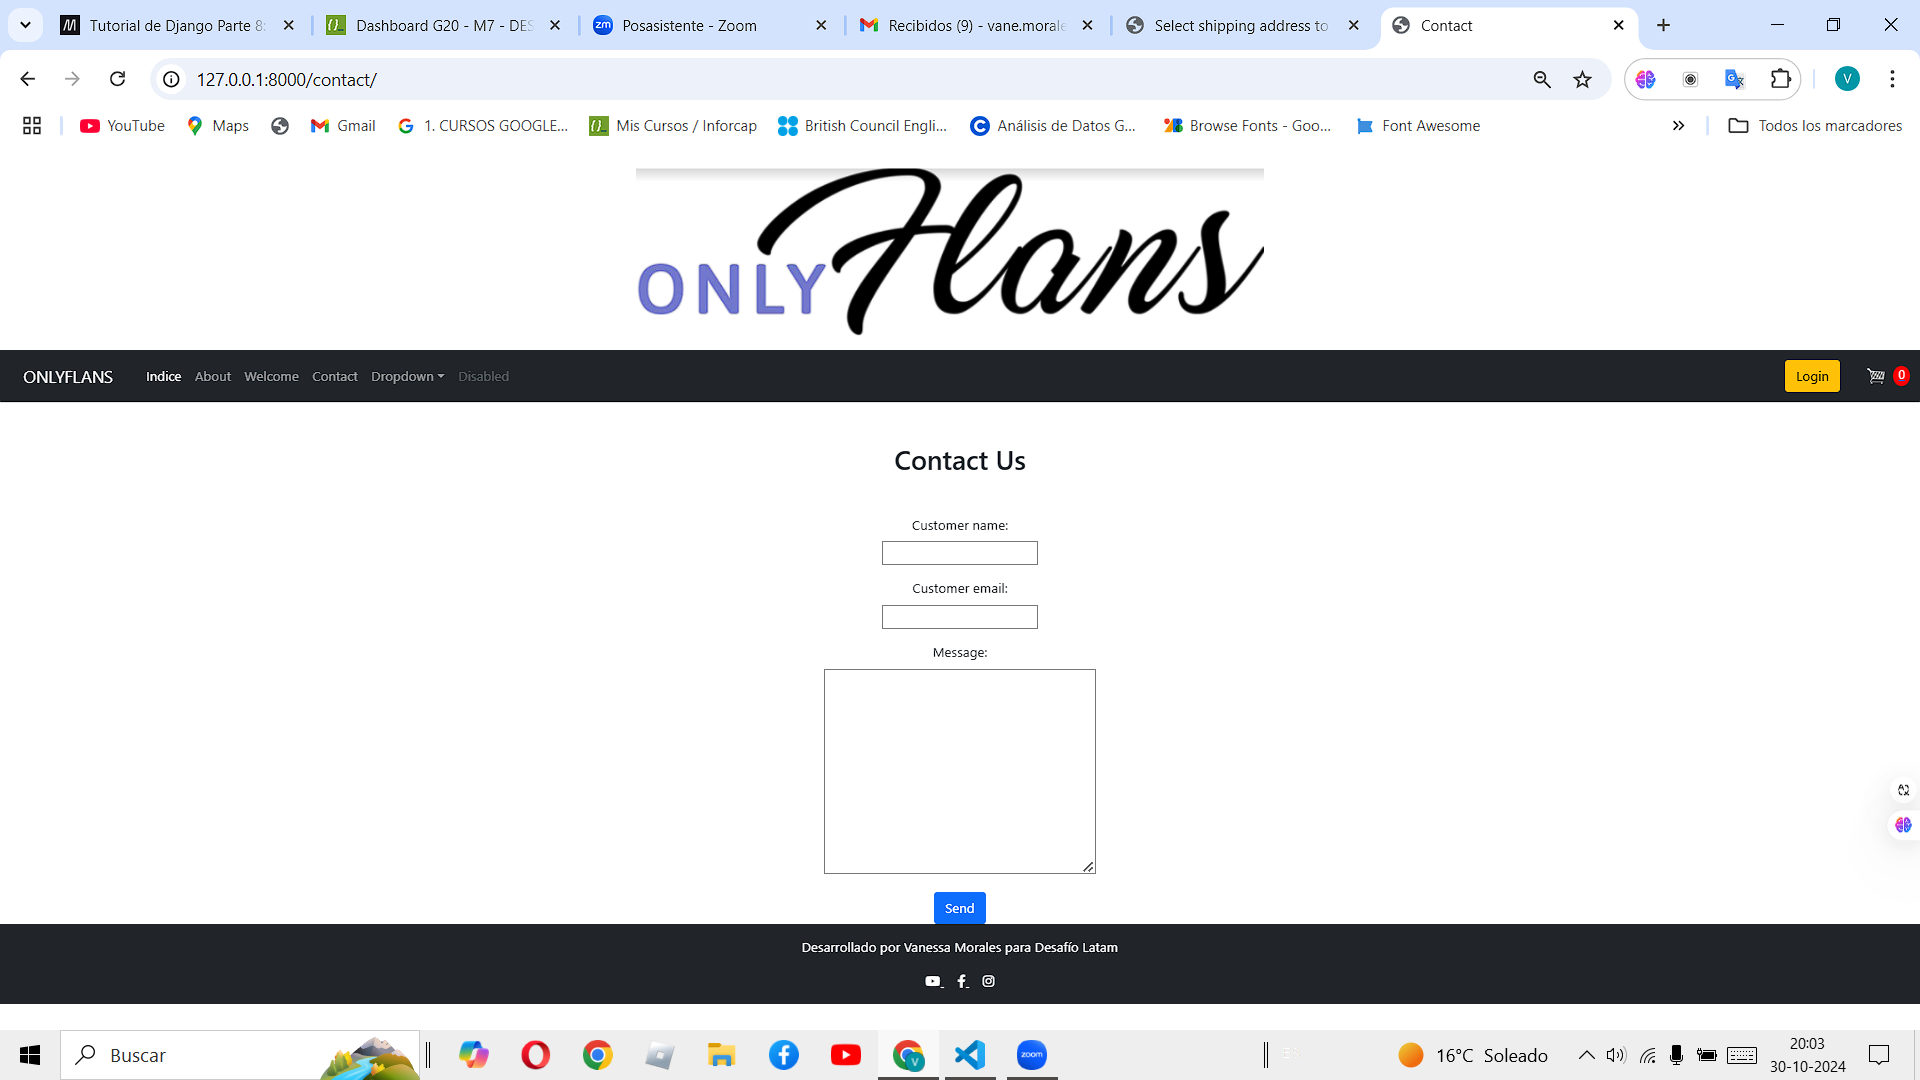 Tutorial de Django Parte 8:
Dashboard G20 - M7 - DES
Posasistente - Zoom
Recibidos (9) - vane.morale
Select shipping address to
Contact
127.0.0.1:8000/contact/
V
YouTube
Maps
Gmail
1. CURSOS GOOGLE...
Mis Cursos / Inforcap
British Council Engli...
Análisis de Datos G...
Browse Fonts - Goo...
Font Awesome
Todos los marcadores
ONLY Flans
ONLYFLANS
Indice
About
Welcome
Contact
Dropdown
Disabled
Login
0
Contact Us
Customer name:
Customer email:
Message:
Send
Desarrollado por Vanessa Morales para Desafío Latam
Buscar
zoom
16°C Soleado
20:03
30-10-2024